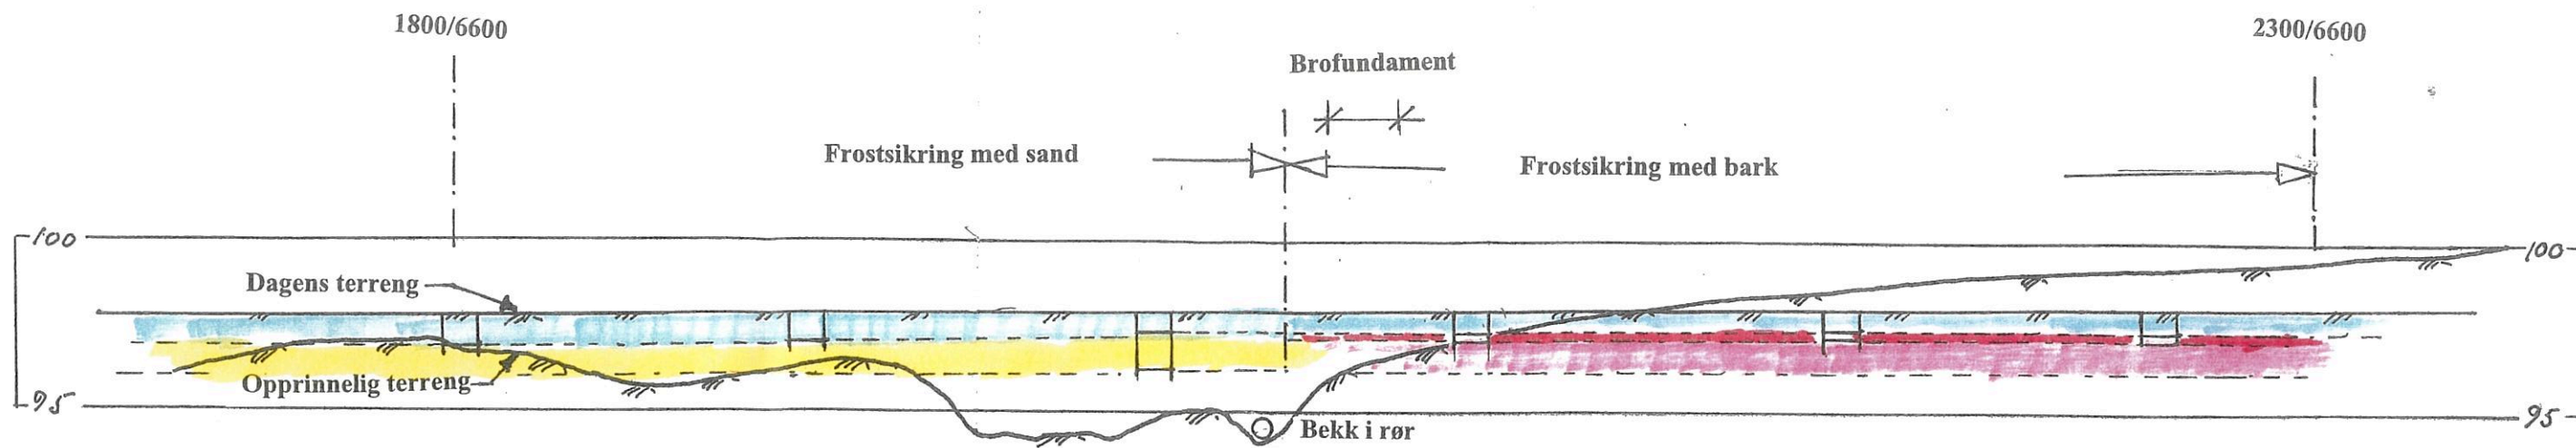 1800/6600
2300/6600
Brofundament
Frostsikring med sand
Frostsikring med bark
100
100
Dagens terreng
Opprinnelig terreng
95
95
Bekk i rør